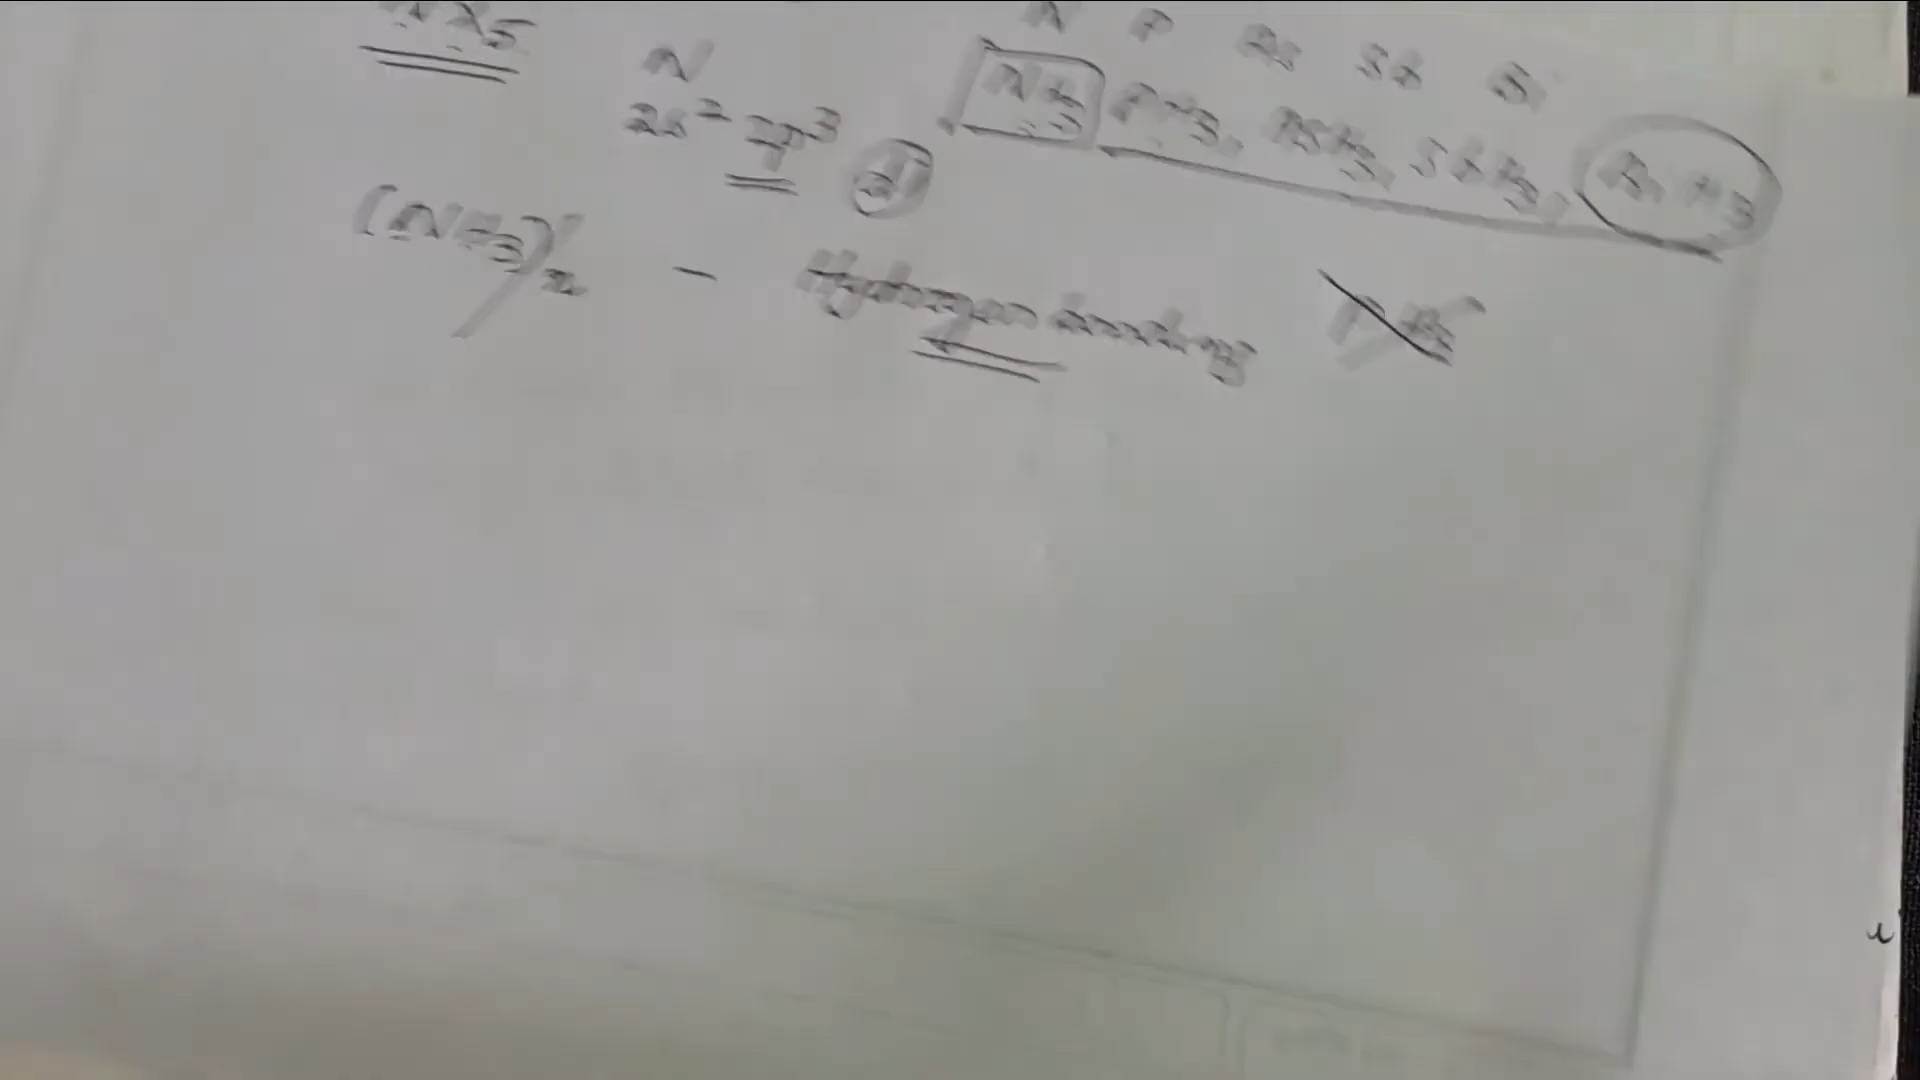 N P As Sb Bi
N
NH3 PH3, AsH3, SbH3, BiH3
2s² 2p³ d
(NH3)n - Hydrogen bonding